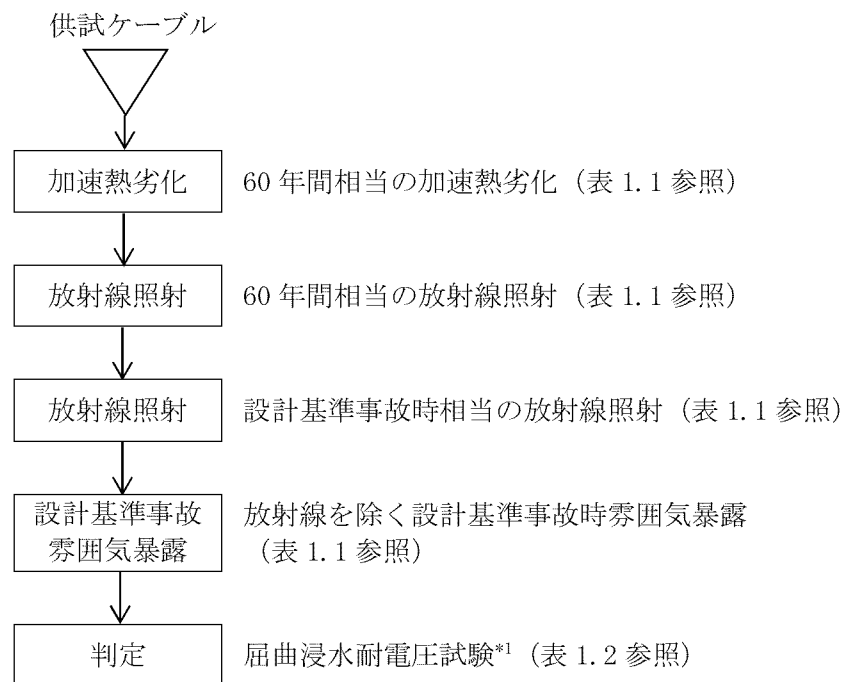 供試ケーブル
加速熱劣化
60 年間相当の加速熱劣化（表 1.1 参照）
放射線照射
60 年間相当の放射線照射（表 1.1 参照）
放射線照射
設計基準事故時相当の放射線照射（表 1.1 参照）
設計基準事故
雰囲気暴露
放射線を除く設計基準事故時雰囲気暴露
（表 1.1 参照）
判定
屈曲浸水耐電圧試験*1（表 1.2 参照）